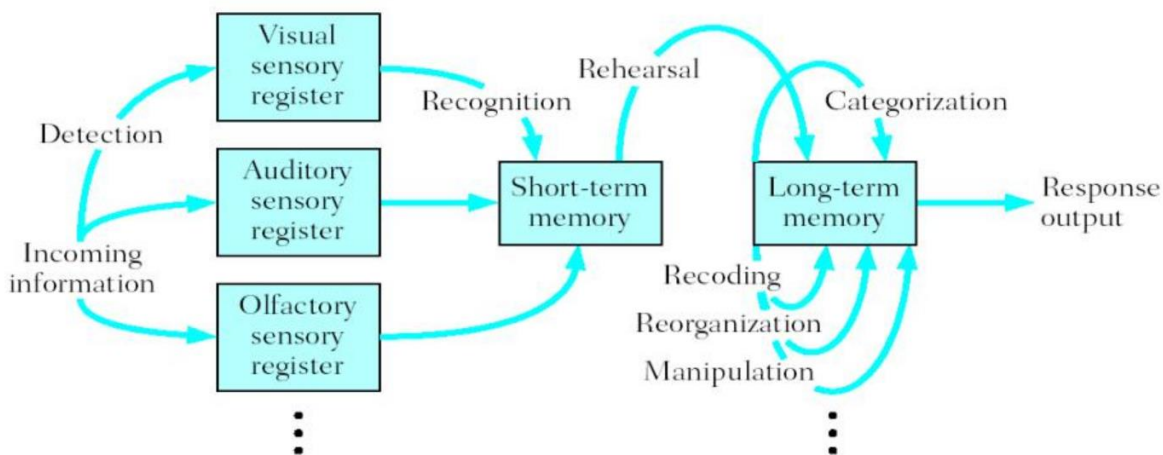 Visual
sensory
register
Detection
Auditory
sensory
register
Incoming
information
Olfactory
sensory
register
Recognition
Short-term
memory
Rehearsal
Categorization
Long-term
memory
Recoding
Reorganization
Manipulation
Response
output